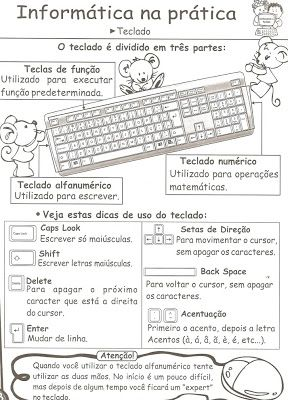 Informática na prática
Teclado
O teclado é dividido em três partes:
Teclas de função
Utilizado para executar
função predeterminada.
Teclado numérico
Utilizado para operações
matemáticas.
Teclado alfanumérico
Utilizado para escrever.
• Veja estas dicas de uso do teclado:
Caps Look
Escrever só maiúsculas.
Shift
Escrever letras maiúsculas.
Delete
Para apagar o próximo
caracter que está a direita
do cursor.
Enter
Mudar de linha.
Setas de Direção
Para movimentar o cursor,
sem apagar os caracteres.
Back Space
Para voltar o cursor, sem apagar
os caracteres.
Acentuação
Primeiro o acento, depois a letra
Acentos (à, á, ã, â, è, é, etc...).
Atenção!
Quando você utilizar o teclado alfanumérico tente
utilizar as duas mãos. No início é um pouco difícil,
mas depois de algum tempo você ficará um "expert"
no teclado.